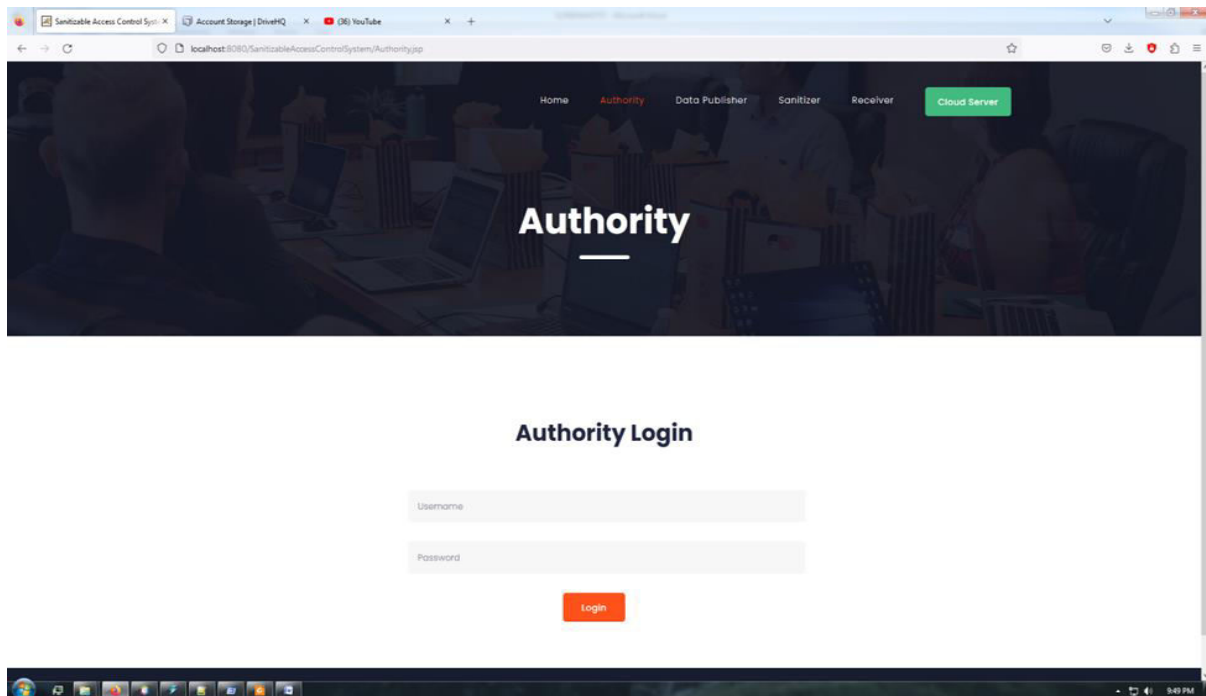 Sanitizable Access Control Syst
Account Storage | DriveHQ
(36) YouTube
localhost:8080/SanitizableAccessControlSystem/Authority.jsp
Home Authority Data Publisher Sanitizer Receiver Cloud Server
Authority
Authority Login
Username
Password
Login
9:49 PM